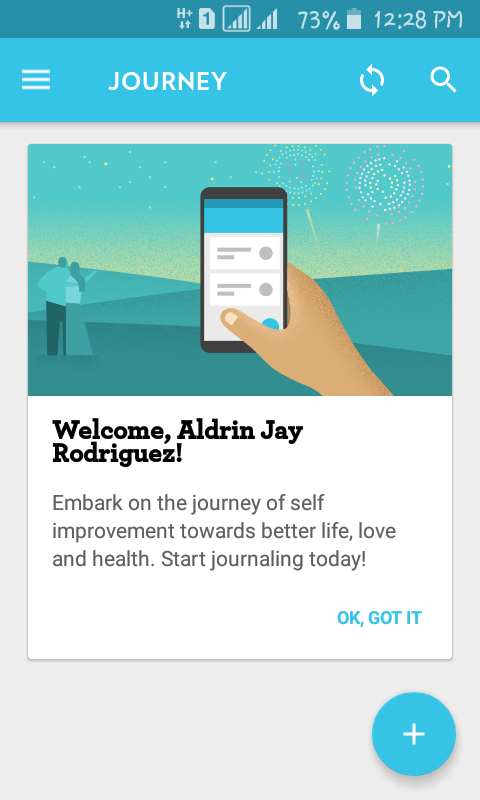 H+ 1 73% 12:28 PM
JOURNEY
Welcome, Aldrin Jay
Rodriguez!
Embark on the journey of self
improvement towards better life, love
and health. Start journaling today!
OK, GOT IT
+